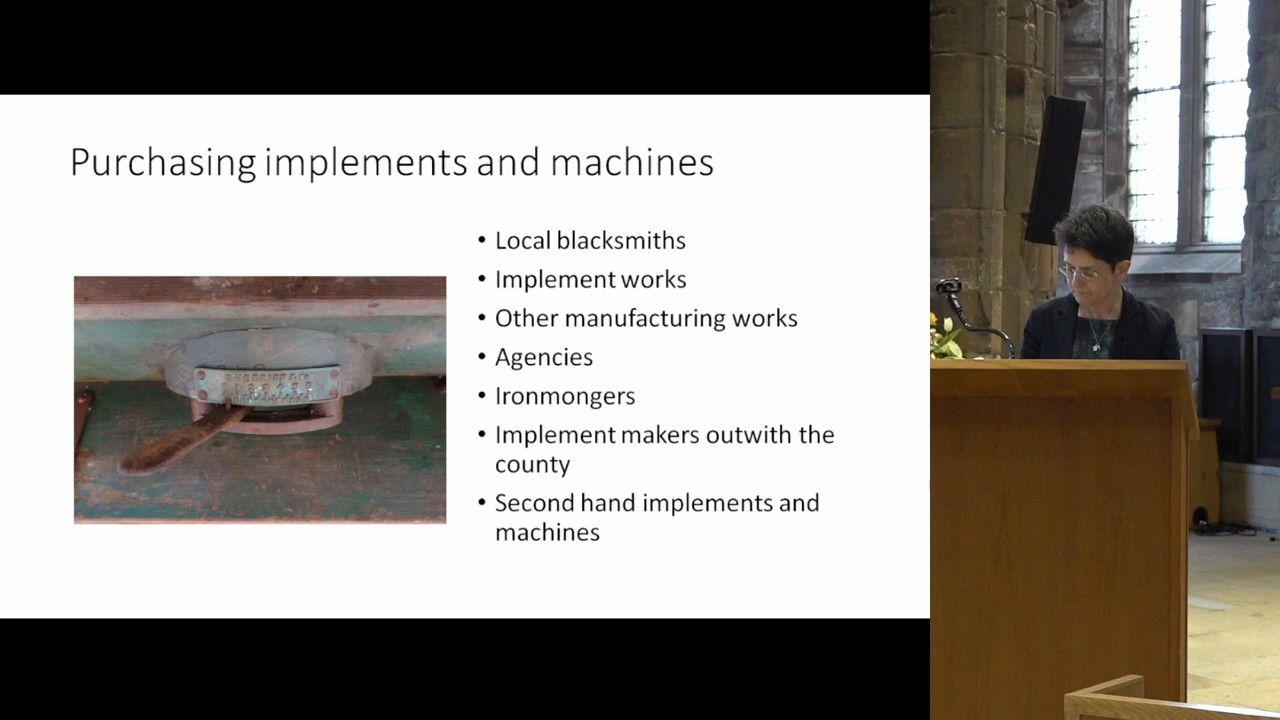 Purchasing implements and machines
• Local blacksmiths
• Implement works
• Other manufacturing works
• Agencies
• Ironmongers
• Implement makers outwith the
county
• Second hand implements and
machines